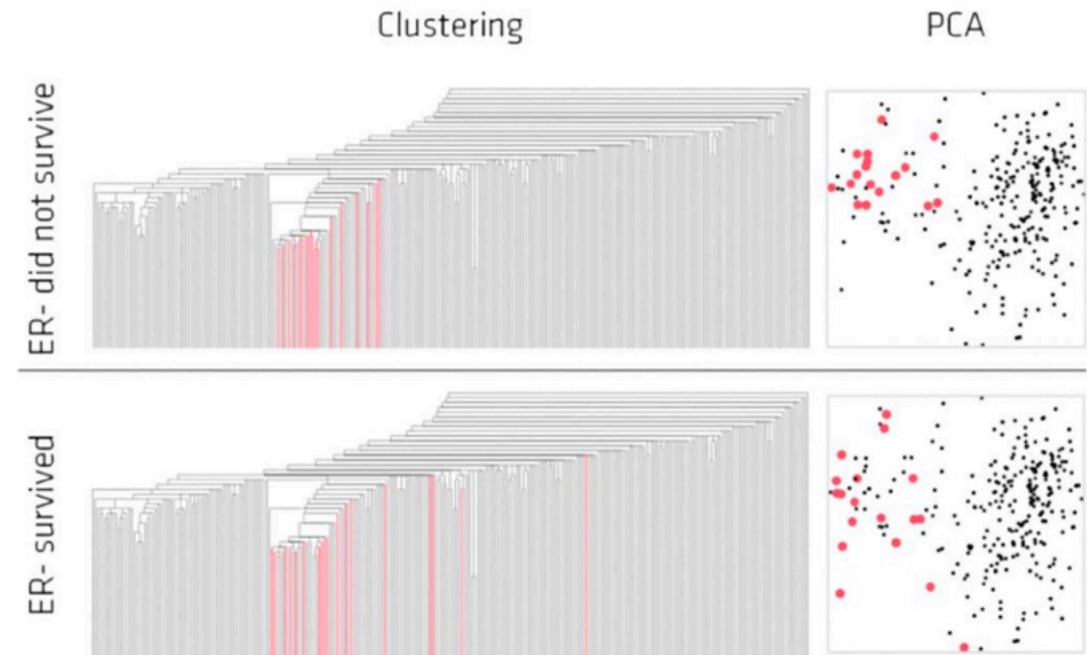 Clustering
PCA
ER- did not survive
ER- survived